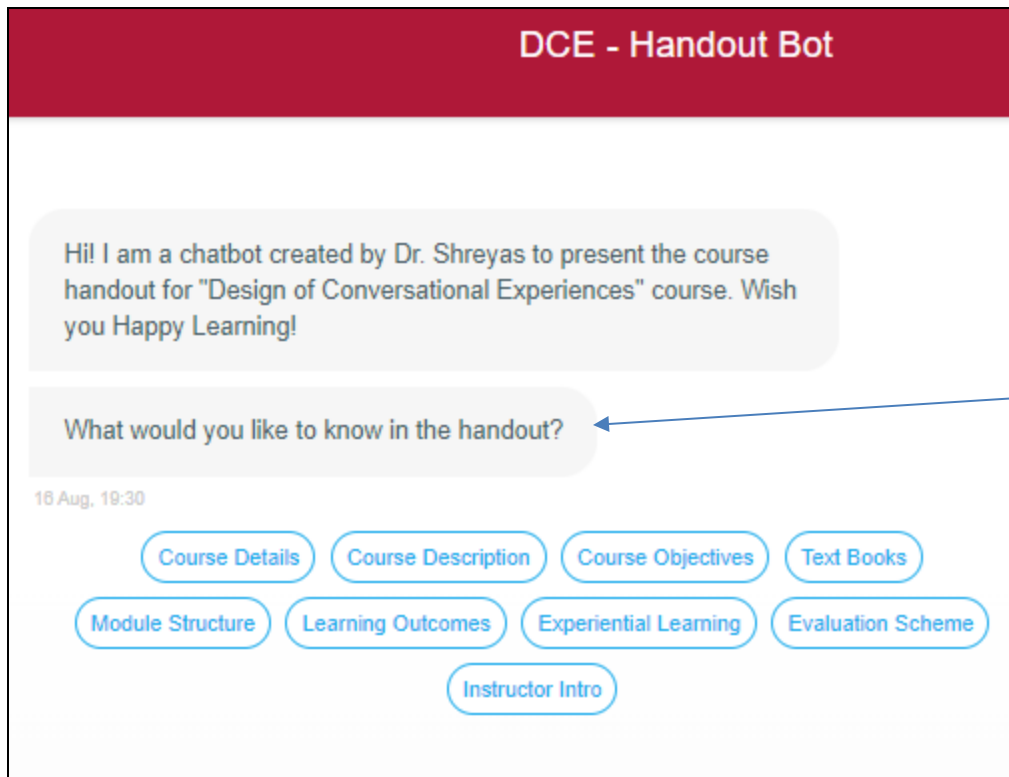 DCE - Handout Bot
Hi! I am a chatbot created by Dr. Shreyas to present the course
handout for "Design of Conversational Experiences" course. Wish
you Happy Learning!
What would you like to know in the handout?
16 Aug, 19:30
Course Details Course Description Course Objectives Text Books
Module Structure Learning Outcomes Experiential Learning Evaluation Scheme
Instructor Intro